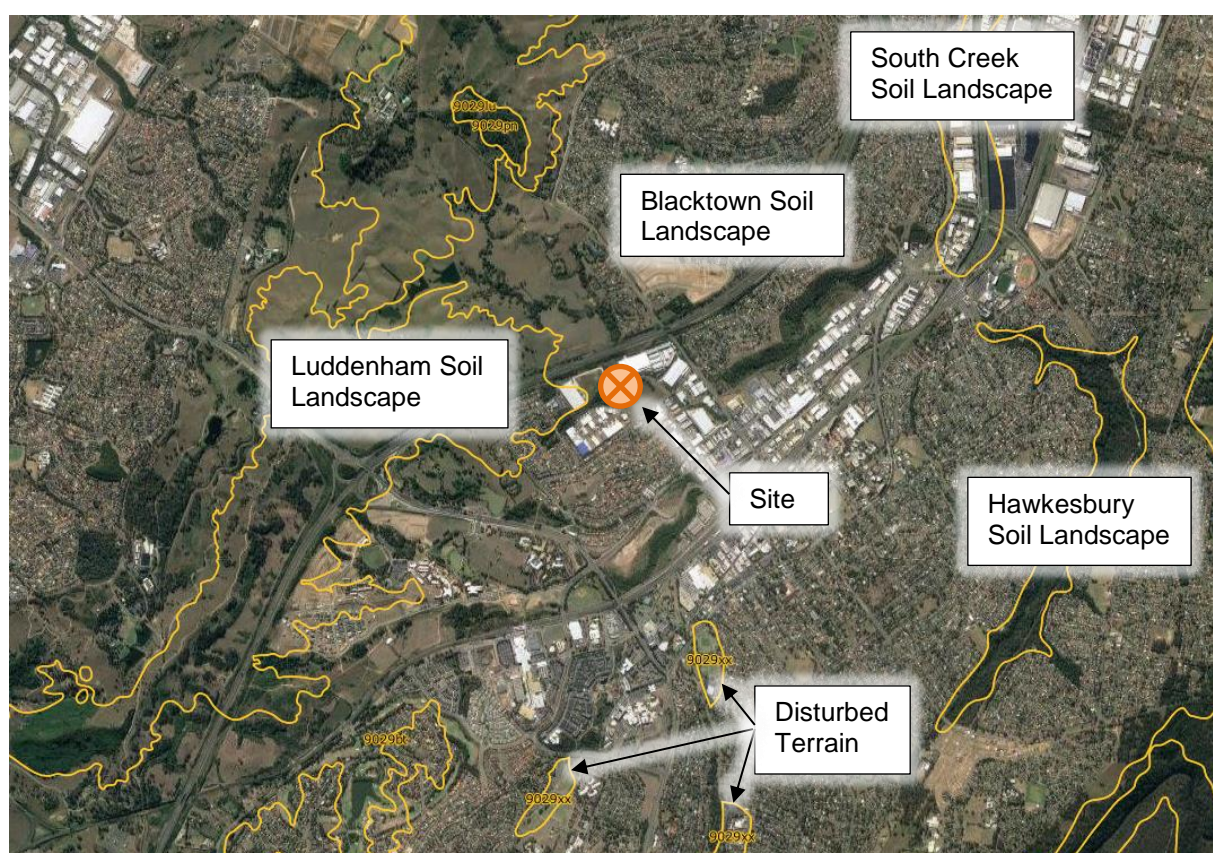 South Creek
Soil Landscape
9029lu
9029pn
Blacktown Soil
Landscape
Luddenham Soil
Landscape
Site
Hawkesbury
Soil Landscape
9029xx
Disturbed
Terrain
9029bt
9029xx
9029xx